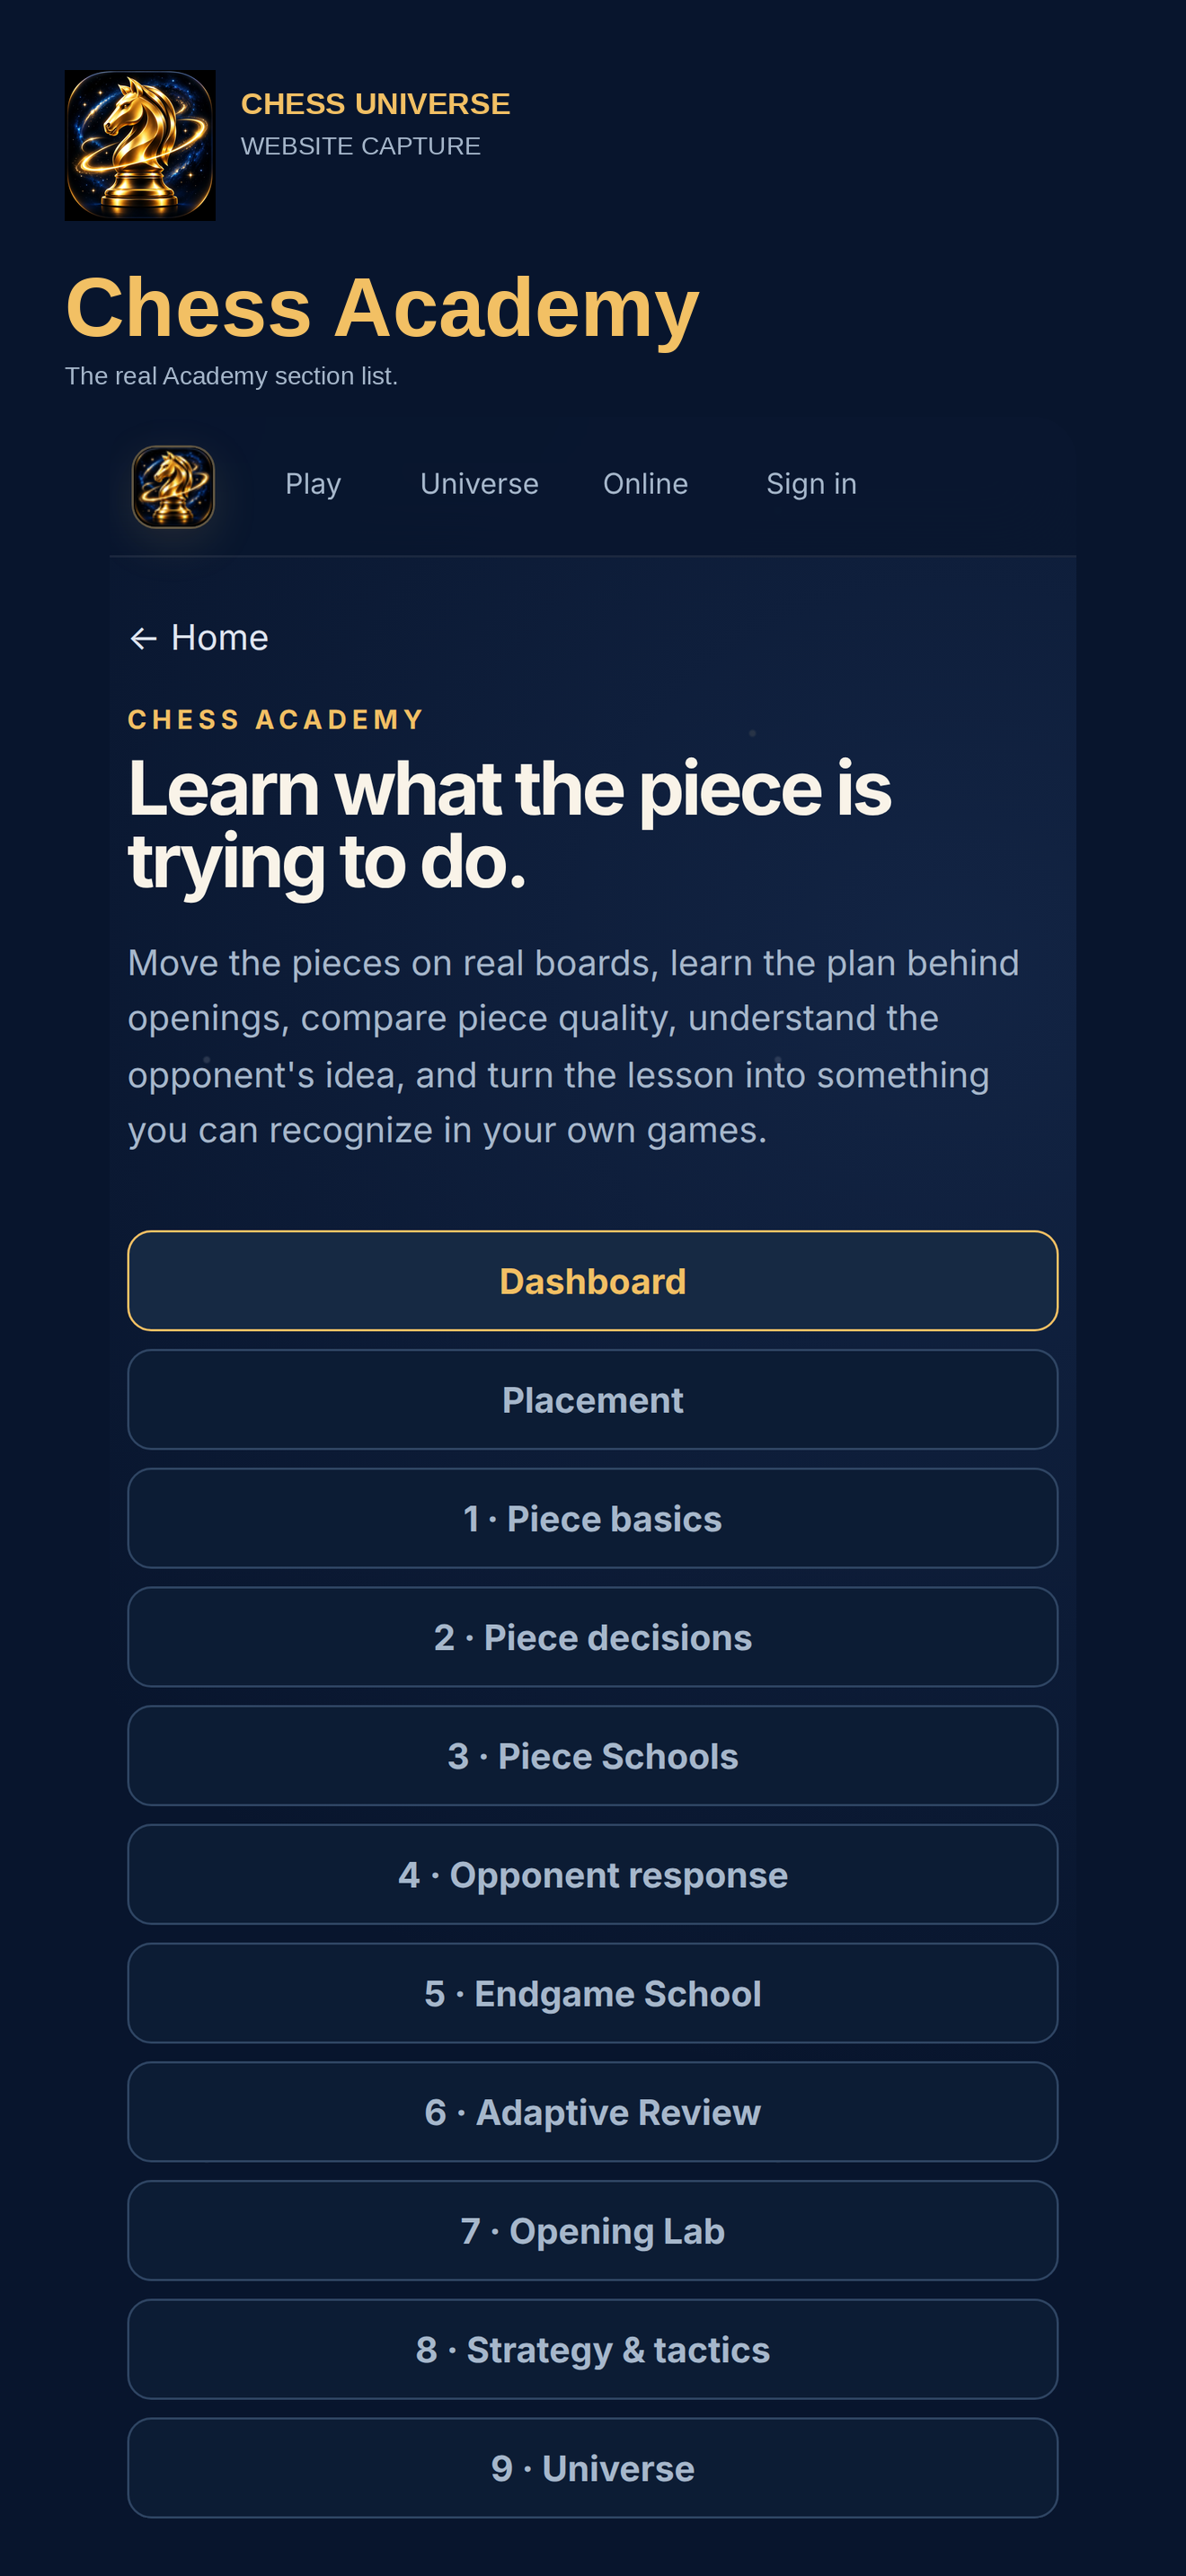 CHESS UNIVERSE
WEBSITE CAPTURE
Chess Academy
The real Academy section list.
Play Universe Online Sign in
← Home
CHESS ACADEMY
Learn what the piece is
trying to do.
Move the pieces on real boards, learn the plan behind
openings, compare piece quality, understand the
opponent's idea, and turn the lesson into something
you can recognize in your own games.
Dashboard
Placement
1 · Piece basics
2 · Piece decisions
3 · Piece Schools
4 · Opponent response
5 · Endgame School
6 · Adaptive Review
7 · Opening Lab
8 · Strategy & tactics
9 · Universe